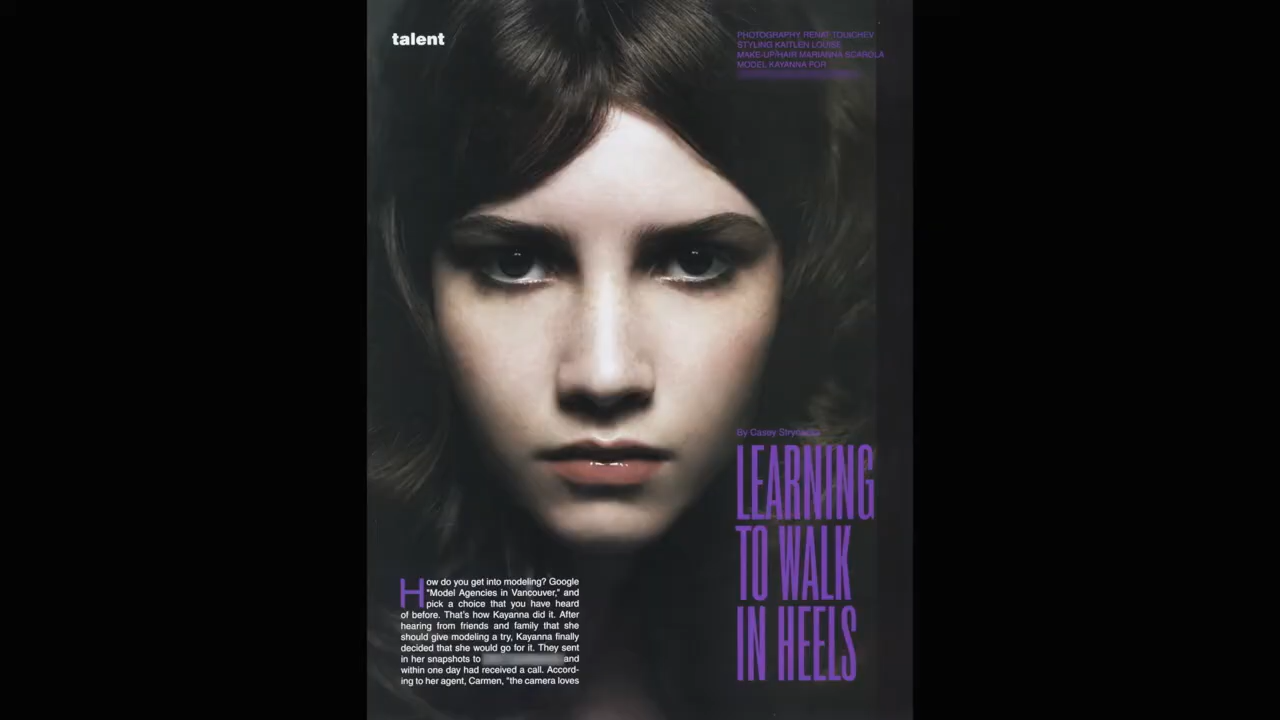 talent
PHOTOGRAPHY RENAT TOUICHEV
STYLING KAITLEN LOUISE
MAKE-UP/HAIR MARIANNA SCAROLA
MODEL KAYANNA POR
By Casey
LEARNING
TO WALK
IN HEELS
How do you get into modeling? Google
"Model Agencies in Vancouver," and
pick a choice that you have heard
of before. That's how Kayanna did it. After
hearing from friends and family that she
should give modeling a try, Kayanna finally
decided that she would go for it. They sent
in her snapshots to and
within one day had received a call. Accord-
ing to her agent, Carmen, "the camera loves